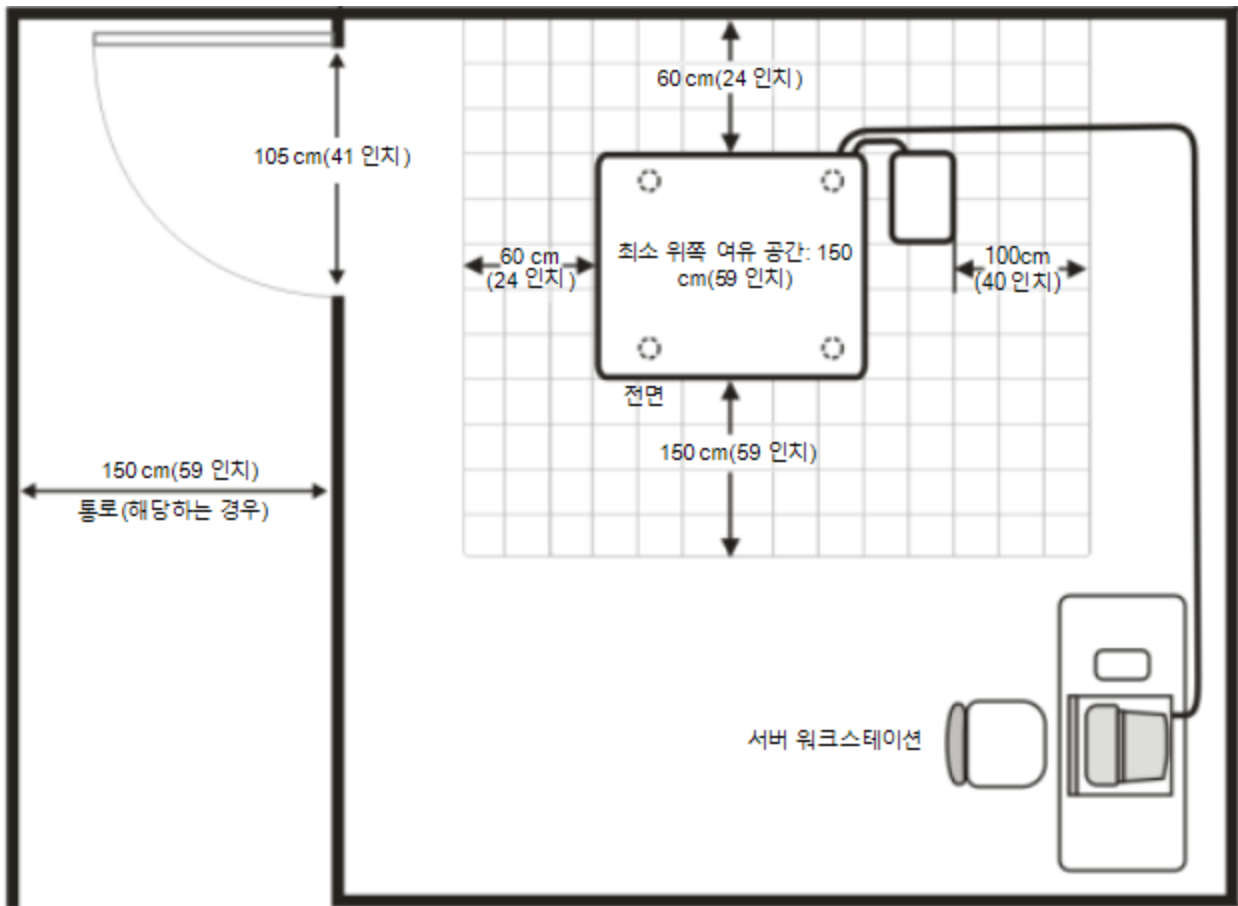 60 cm(24 인치)
105 cm(41 인치)
60 cm
(24 인치)
최소 위쪽 여유 공간: 150
cm(59 인치)
100cm
(40 인치)
전면
150 cm(59 인치)
150 cm(59 인치)
통로(해당하는 경우)
서버 워크스테이션